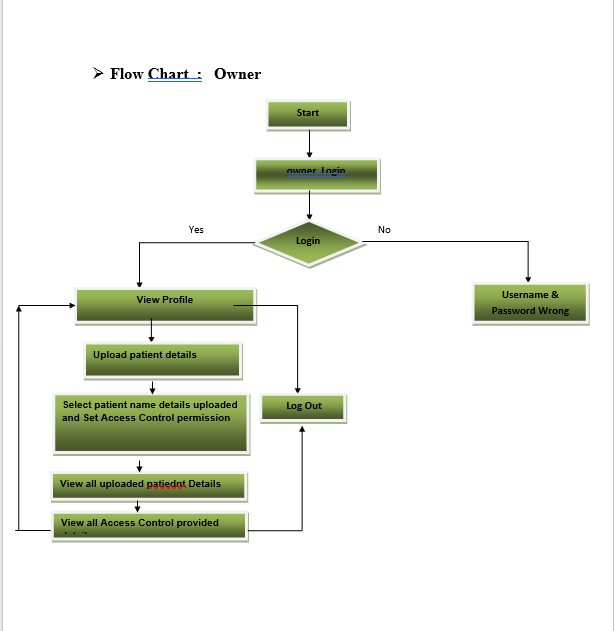 ➢ Flow Chart : Owner
Start
owner Login
Login
Yes
No
View Profile
Username &
Password Wrong
Upload patient details
Select patient name details uploaded
and Set Access Control permission
Log Out
View all uploaded patiednt Details
View all Access Control provided